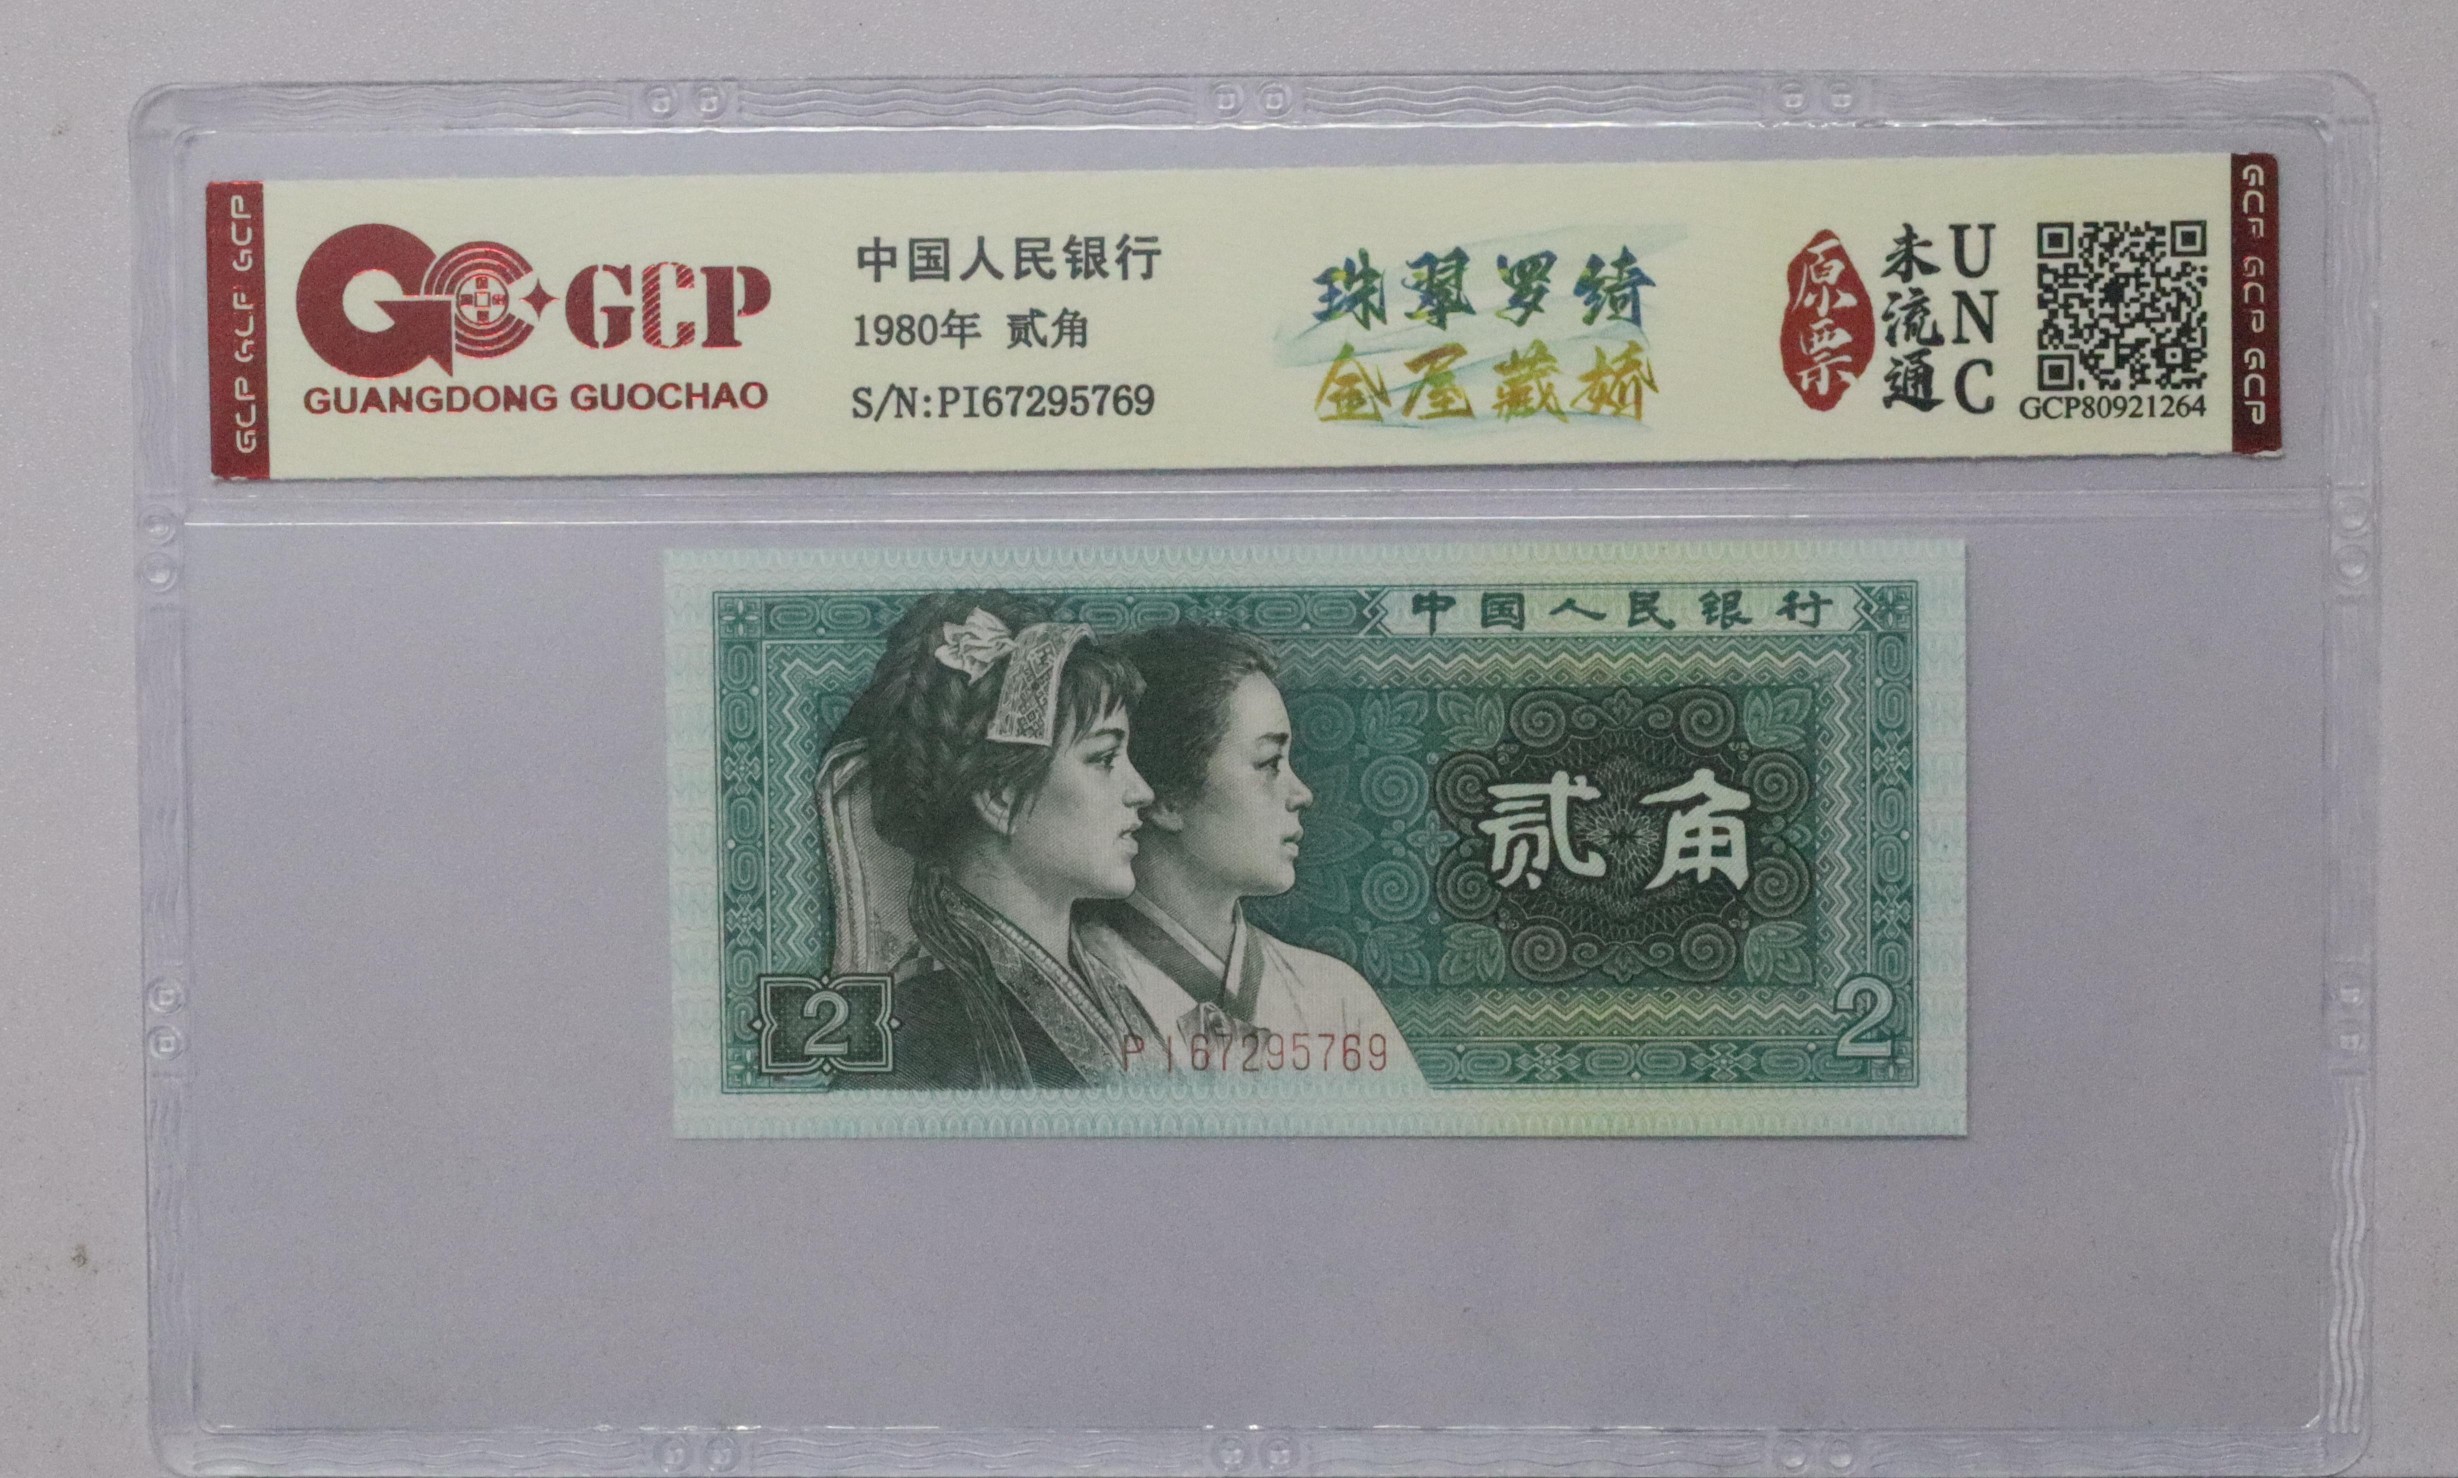 GCP GCP GCP
GCP
GUANGDONG GUOCHAO
中国人民银行
1980年 贰角
S/N:PI67295769
珠翠罗绮
金屋藏娇
原票
未流通
UNC
GCP80921264
GCP GCP GCP
中国人民银行
贰角
2
PI67295769
2